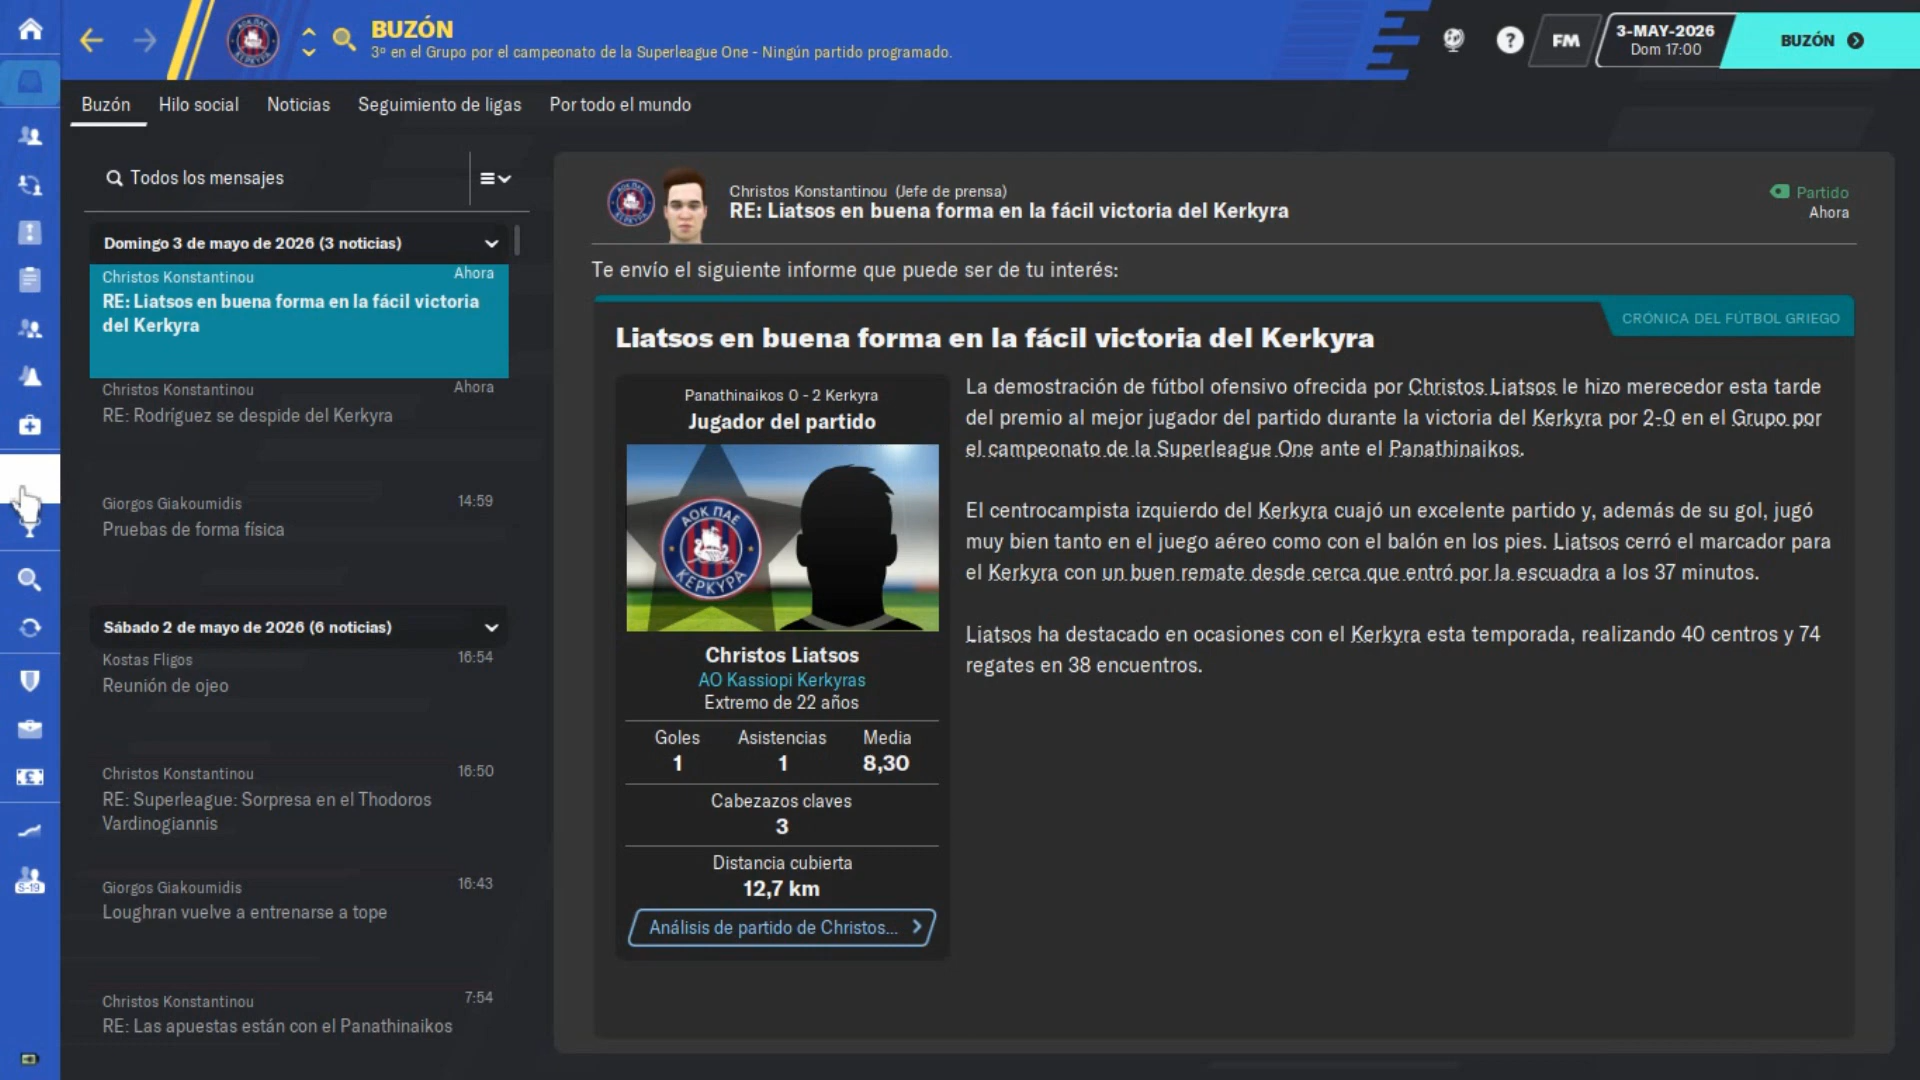 BUZÓN
3º en el Grupo por el campeonato de la Superleague One - Ningún partido programado.
?
FM
3-MAY-2026
Dom 17:00
BUZÓN
Buzón
Hilo social
Noticias
Seguimiento de ligas
Por todo el mundo
Todos los mensajes
Domingo 3 de mayo de 2026 (3 noticias)
Christos Konstantinou
Ahora
RE: Liatsos en buena forma en la fácil victoria
del Kerkyra
Christos Konstantinou
Ahora
RE: Rodríguez se despide del Kerkyra
Giorgos Giakoumidis
14:59
Pruebas de forma física
Sábado 2 de mayo de 2026 (6 noticias)
Kostas Fligos
16:54
Reunión de ojeo
Christos Konstantinou
16:50
RE: Superleague: Sorpresa en el Thodoros
Vardinogiannis
Giorgos Giakoumidis
16:43
Loughran vuelve a entrenarse a tope
Christos Konstantinou
7:54
RE: Las apuestas están con el Panathinaikos
S-19
Christos Konstantinou (Jefe de prensa)
RE: Liatsos en buena forma en la fácil victoria del Kerkyra
Partido
Ahora
Te envío el siguiente informe que puede ser de tu interés:
CRÓNICA DEL FÚTBOL GRIEGO
Liatsos en buena forma en la fácil victoria del Kerkyra
Panathinaikos 0 - 2 Kerkyra
Jugador del partido
ΑΟΚ ΠΑΕ
ΚΕΡΚΥΡΑ
Christos Liatsos
AO Kassiopi Kerkyras
Extremo de 22 años
Goles
Asistencias
Media
1
1
8,30
Cabezazos claves
3
Distancia cubierta
12,7 km
Análisis de partido de Christos...
La demostración de fútbol ofensivo ofrecida por Christos Liatsos le hizo merecedor esta tarde
del premio al mejor jugador del partido durante la victoria del Kerkyra por 2-0 en el Grupo por
el campeonato de la Superleague One ante el Panathinaikos.
El centrocampista izquierdo del Kerkyra cuajó un excelente partido y, además de su gol, jugó
muy bien tanto en el juego aéreo como con el balón en los pies. Liatsos cerró el marcador para
el Kerkyra con un buen remate desde cerca que entró por la escuadra a los 37 minutos.
Liatsos ha destacado en ocasiones con el Kerkyra esta temporada, realizando 40 centros y 74
regates en 38 encuentros.